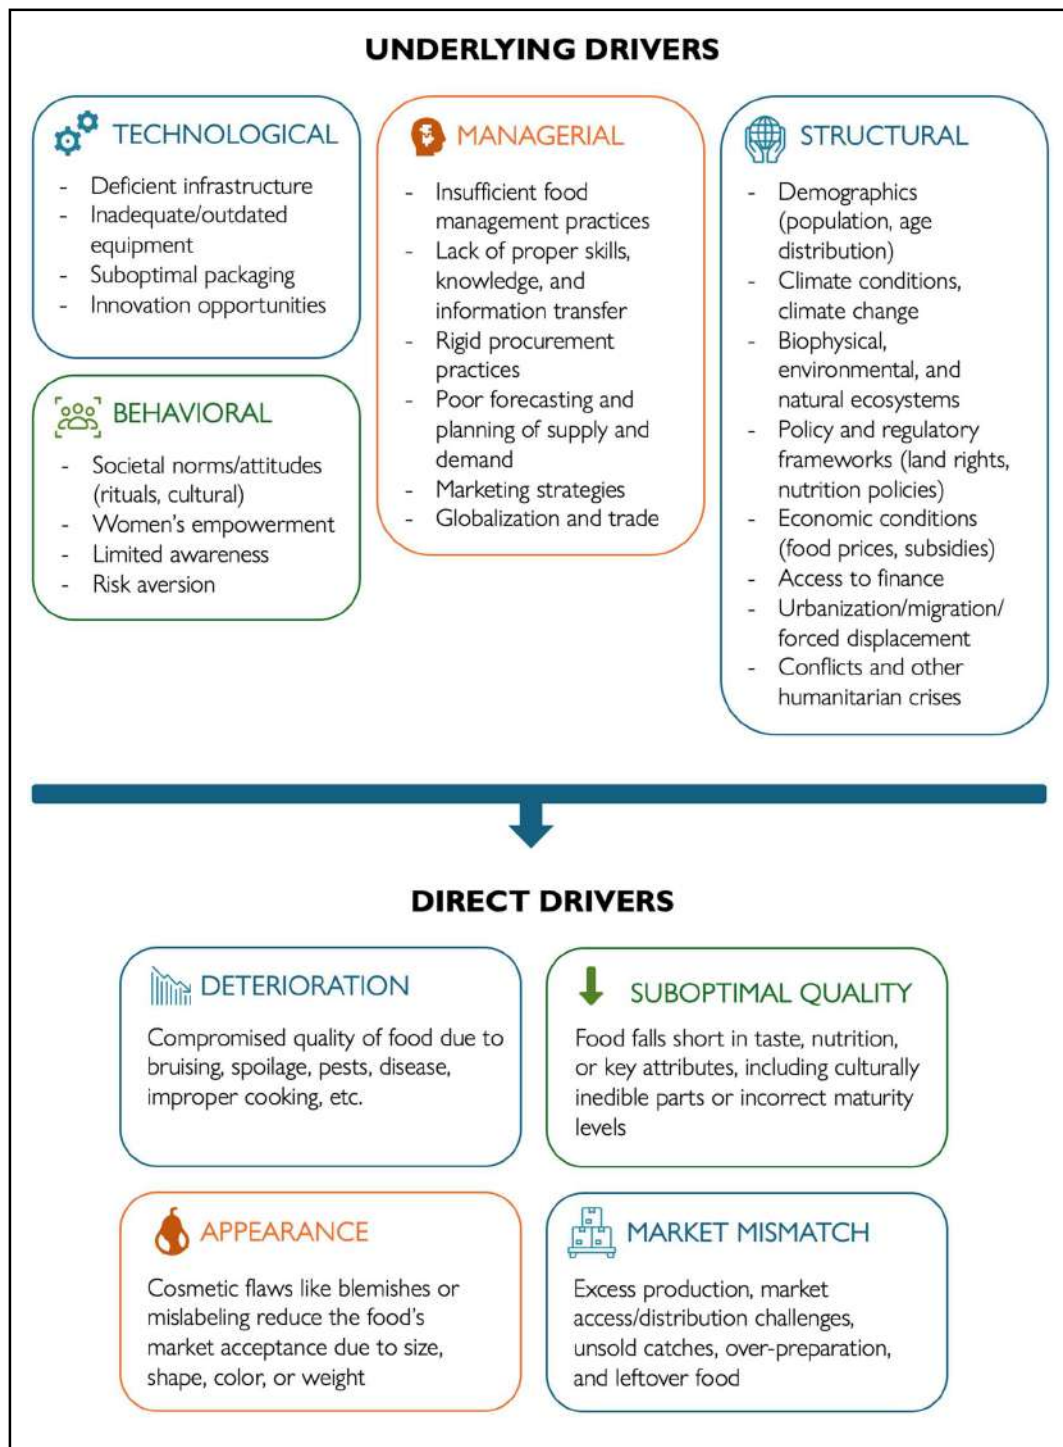 UNDERLYING DRIVERS
TECHNOLOGICAL
- Deficient infrastructure
- Inadequate/outdated
equipment
- Suboptimal packaging
- Innovation opportunities
BEHAVIORAL
- Societal norms/attitudes
(rituals, cultural)
- Women's empowerment
- Limited awareness
- Risk aversion
MANAGERIAL
- Insufficient food
management practices
- Lack of proper skills,
knowledge, and
information transfer
- Rigid procurement
practices
- Poor forecasting and
planning of supply and
demand
- Marketing strategies
- Globalization and trade
STRUCTURAL
- Demographics
(population, age
distribution)
- Climate conditions,
climate change
- Biophysical,
environmental, and
natural ecosystems
- Policy and regulatory
frameworks (land rights,
nutrition policies)
- Economic conditions
(food prices, subsidies)
- Access to finance
- Urbanization/migration/
forced displacement
- Conflicts and other
humanitarian crises
DIRECT DRIVERS
DETERIORATION
Compromised quality of food due to
bruising, spoilage, pests, disease,
improper cooking, etc.
SUBOPTIMAL QUALITY
Food falls short in taste, nutrition,
or key attributes, including culturally
inedible parts or incorrect maturity
levels
APPEARANCE
Cosmetic flaws like blemishes or
mislabeling reduce the food's
market acceptance due to size,
shape, color, or weight
MARKET MISMATCH
Excess production, market
access/distribution challenges,
unsold catches, over-preparation,
and leftover food